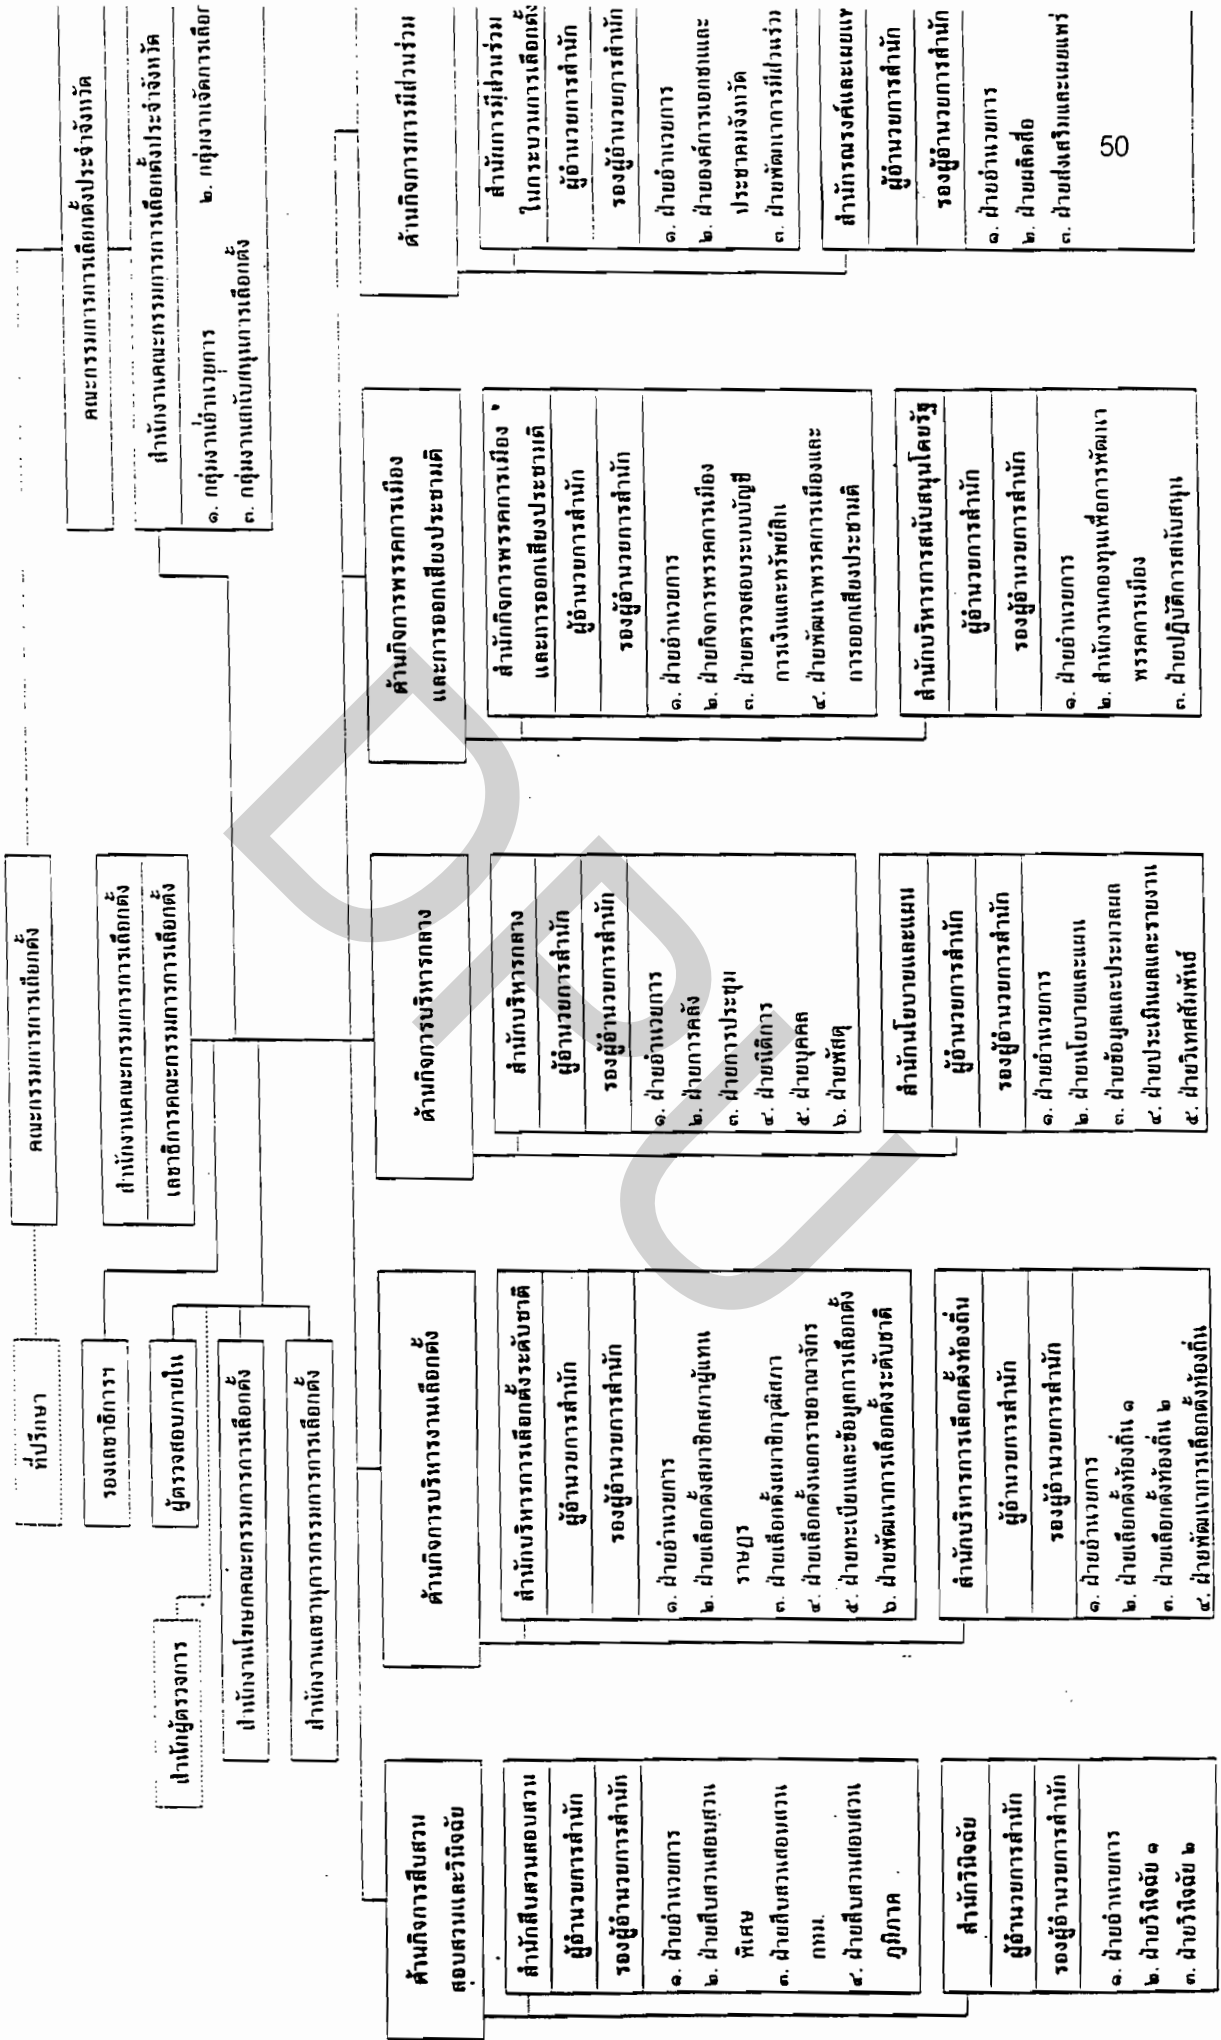 คณะกรรมการการเลือกตั้ง
ที่ปรึกษา
คณะกรรมการการเลือกตั้งประจำจังหวัด
สำนักงานคณะกรรมการการเลือกตั้งประจำจังหวัด
๑. กลุ่มงานอำนวยการ
๒. กลุ่มงานจัดการเลือก
๓. กลุ่มงานสนับสนุนการเลือกตั้ง
สำนักงานคณะกรรมการการเลือกตั้ง
เลขาธิการคณะกรรมการการเลือกตั้ง
รองเลขาธิการฯ
ผู้ตรวจสอบภายใน
สำนักผู้ตรวจการ
สำนักงานโฆษกคณะกรรมการการเลือกตั้ง
สำนักงานเลขานุการกรรมการการเลือกตั้ง
ด้านกิจการสืบสวน
สอบสวนและวินิจฉัย
สำนักสืบสวนสอบสวน
ผู้อำนวยการสำนัก
รองผู้อำนวยการสำนัก
๑. ฝ่ายอำนวยการ
๒. ฝ่ายสืบสวนสอบสวน
พิเศษ
๓. ฝ่ายสืบสวนสอบสวน
กทม.
๔. ฝ่ายสืบสวนสอบสวน
ภูมิภาค
สำนักวินิจฉัย
ผู้อำนวยการสำนัก
รองผู้อำนวยการสำนัก
๑. ฝ่ายอำนวยการ
๒. ฝ่ายวินิจฉัย ๑
๓. ฝ่ายวินิจฉัย ๒
ด้านกิจการบริหารงานเลือกตั้ง
สำนักบริหารการเลือกตั้งระดับชาติ
ผู้อำนวยการสำนัก
รองผู้อำนวยการสำนัก
๑. ฝ่ายอำนวยการ
๒. ฝ่ายเลือกตั้งสมาชิกสภาผู้แทน
ราษฎร
๓. ฝ่ายเลือกตั้งสมาชิกวุฒิสภา
๔. ฝ่ายเลือกตั้งนอกราชอาณาจักร
๕. ฝ่ายทะเบียนและข้อมูลการเลือกตั้ง
๖. ฝ่ายพัฒนาการเลือกตั้งระดับชาติ
สำนักบริหารการเลือกตั้งท้องถิ่น
ผู้อำนวยการสำนัก
รองผู้อำนวยการสำนัก
๑. ฝ่ายอำนวยการ
๒. ฝ่ายเลือกตั้งท้องถิ่น ๑
๓. ฝ่ายเลือกตั้งท้องถิ่น ๒
๔. ฝ่ายพัฒนาการเลือกตั้งท้องถิ่น
ด้านกิจการบริหารกลาง
สำนักบริหารกลาง
ผู้อำนวยการสำนัก
รองผู้อำนวยการสำนัก
๑. ฝ่ายอำนวยการ
๒. ฝ่ายการคลัง
๓. ฝ่ายการประชุม
๔. ฝ่ายนิติการ
๕. ฝ่ายบุคคล
๖. ฝ่ายพัสดุ
สำนักนโยบายและแผน
ผู้อำนวยการสำนัก
รองผู้อำนวยการสำนัก
๑. ฝ่ายอำนวยการ
๒. ฝ่ายนโยบายและแผน
๓. ฝ่ายข้อมูลและประมวลผล
๔. ฝ่ายประเมินผลและรายงาน
๕. ฝ่ายวิเทศสัมพันธ์
ด้านกิจการพรรคการเมือง
และการออกเสียงประชามติ
สำนักกิจการพรรคการเมือง
และการออกเสียงประชามติ
ผู้อำนวยการสำนัก
รองผู้อำนวยการสำนัก
๑. ฝ่ายอำนวยการ
๒. ฝ่ายกิจการพรรคการเมือง
๓. ฝ่ายตรวจสอบระบบบัญชี
การเงินและทรัพย์สิน
๔. ฝ่ายพัฒนาพรรคการเมืองและ
การออกเสียงประชามติ
สำนักบริหารการสนับสนุนโดยรัฐ
ผู้อำนวยการสำนัก
รองผู้อำนวยการสำนัก
๑. ฝ่ายอำนวยการ
๒. สำนักงานกองทุนเพื่อการพัฒนา
พรรคการเมือง
๓. ฝ่ายปฏิบัติการสนับสนุน
ด้านกิจการการมีส่วนร่วม
สำนักการมีส่วนร่วม
ในกระบวนการเลือกตั้ง
ผู้อำนวยการสำนัก
รองผู้อำนวยการสำนัก
๑. ฝ่ายอำนวยการ
๒. ฝ่ายองค์การเอกชนและ
ประชาคมจังหวัด
๓. ฝ่ายพัฒนาการมีส่วนร่ว
สำนักรณรงค์และเผยแพ
ผู้อำนวยการสำนัก
รองผู้อำนวยการสำนัก
๑. ฝ่ายอำนวยการ
๒. ฝ่ายผลิตสื่อ
๓. ฝ่ายส่งเสริมและเผยแพร่
50
DPU